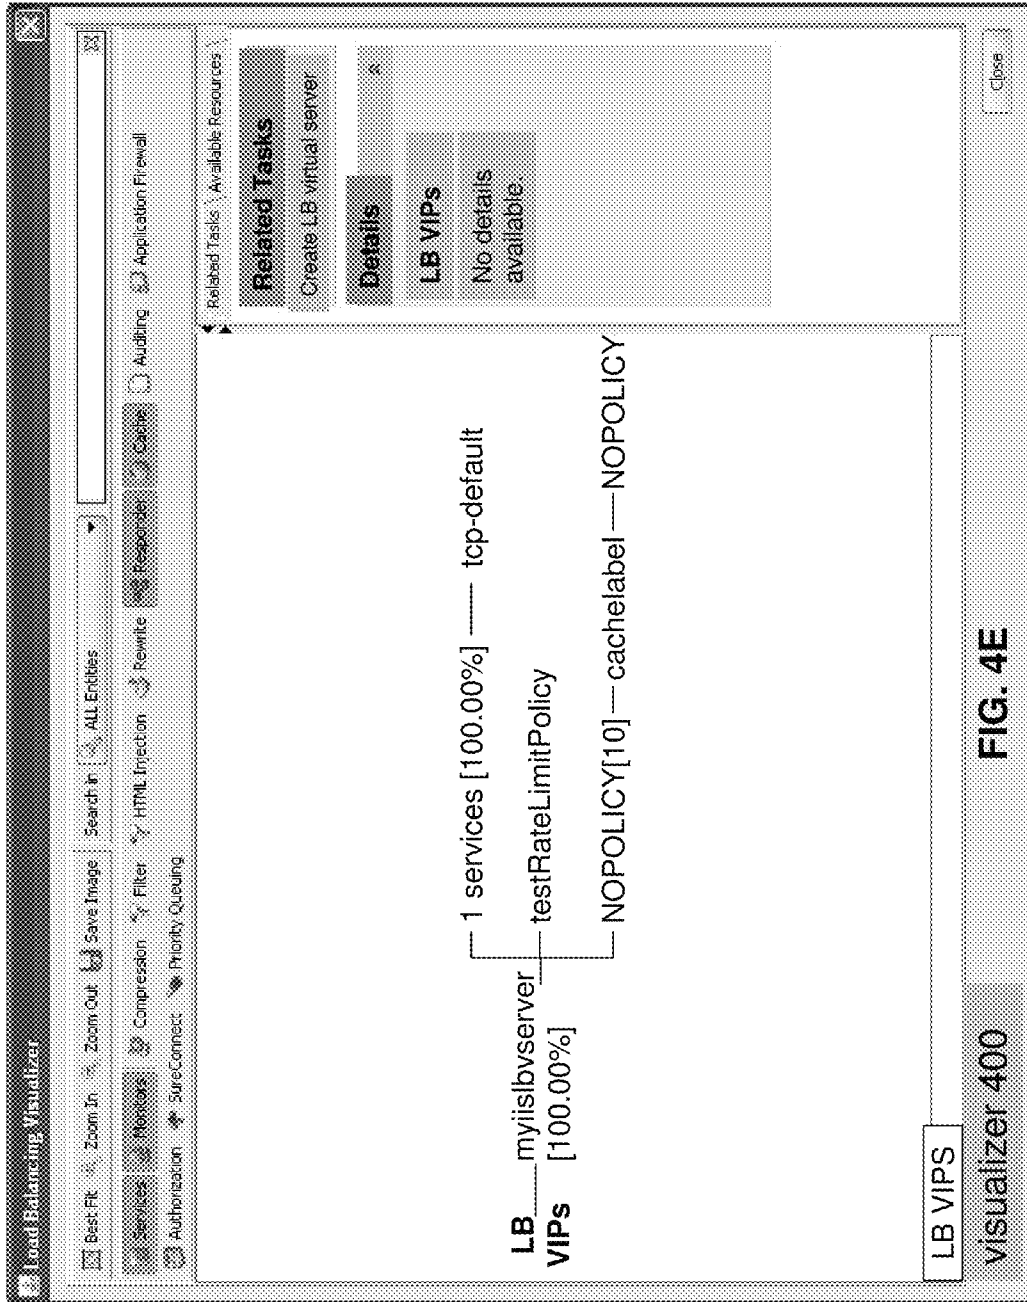 Load Balancing Visualizer
Best Fit Zoom In Zoom Out Save Image Search in ALL Entities
Services Monitors Compression Filter HTML Injection Rewrite Responder Cache Auditing Application Firewall
Authorization SureConnect Priority Queuing
Related Tasks \ Available Resources \
Related Tasks
Create LB virtual server
Details
LB VIPs
No details
available.
LB
VIPs
myiislbvserver
[100.00%]
1 services [100.00%]
tcp-default
testRateLimitPolicy
NOPOLICY[10]
cachelabel
NOPOLICY
LB VIPS
Close
visualizer 400
FIG. 4E